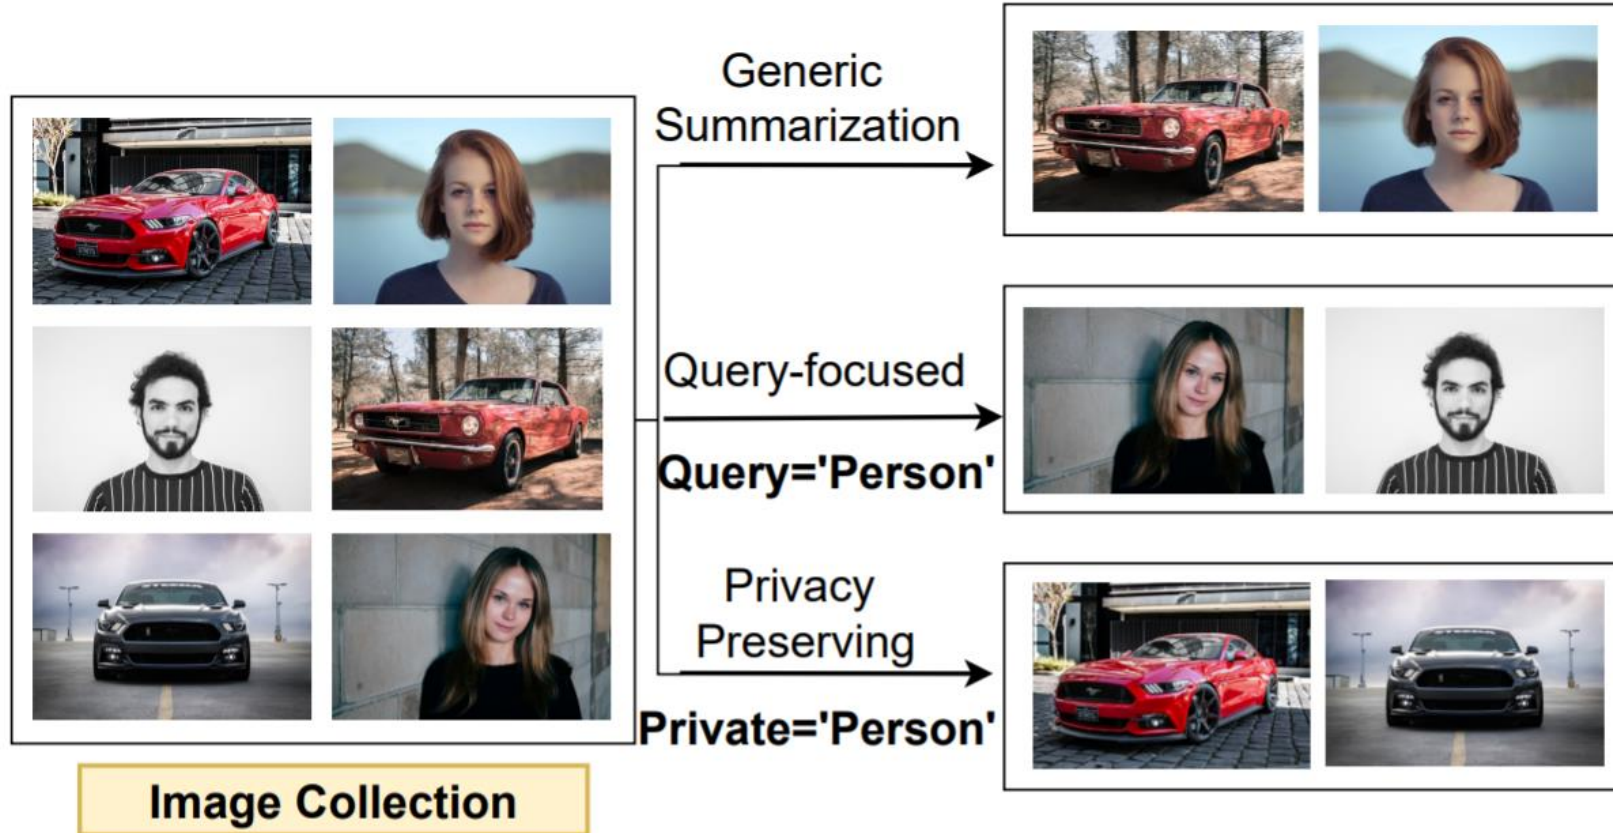 Generic
Summarization
Query-focused
Query='Person'
Privacy
Preserving
Private='Person'
Image Collection